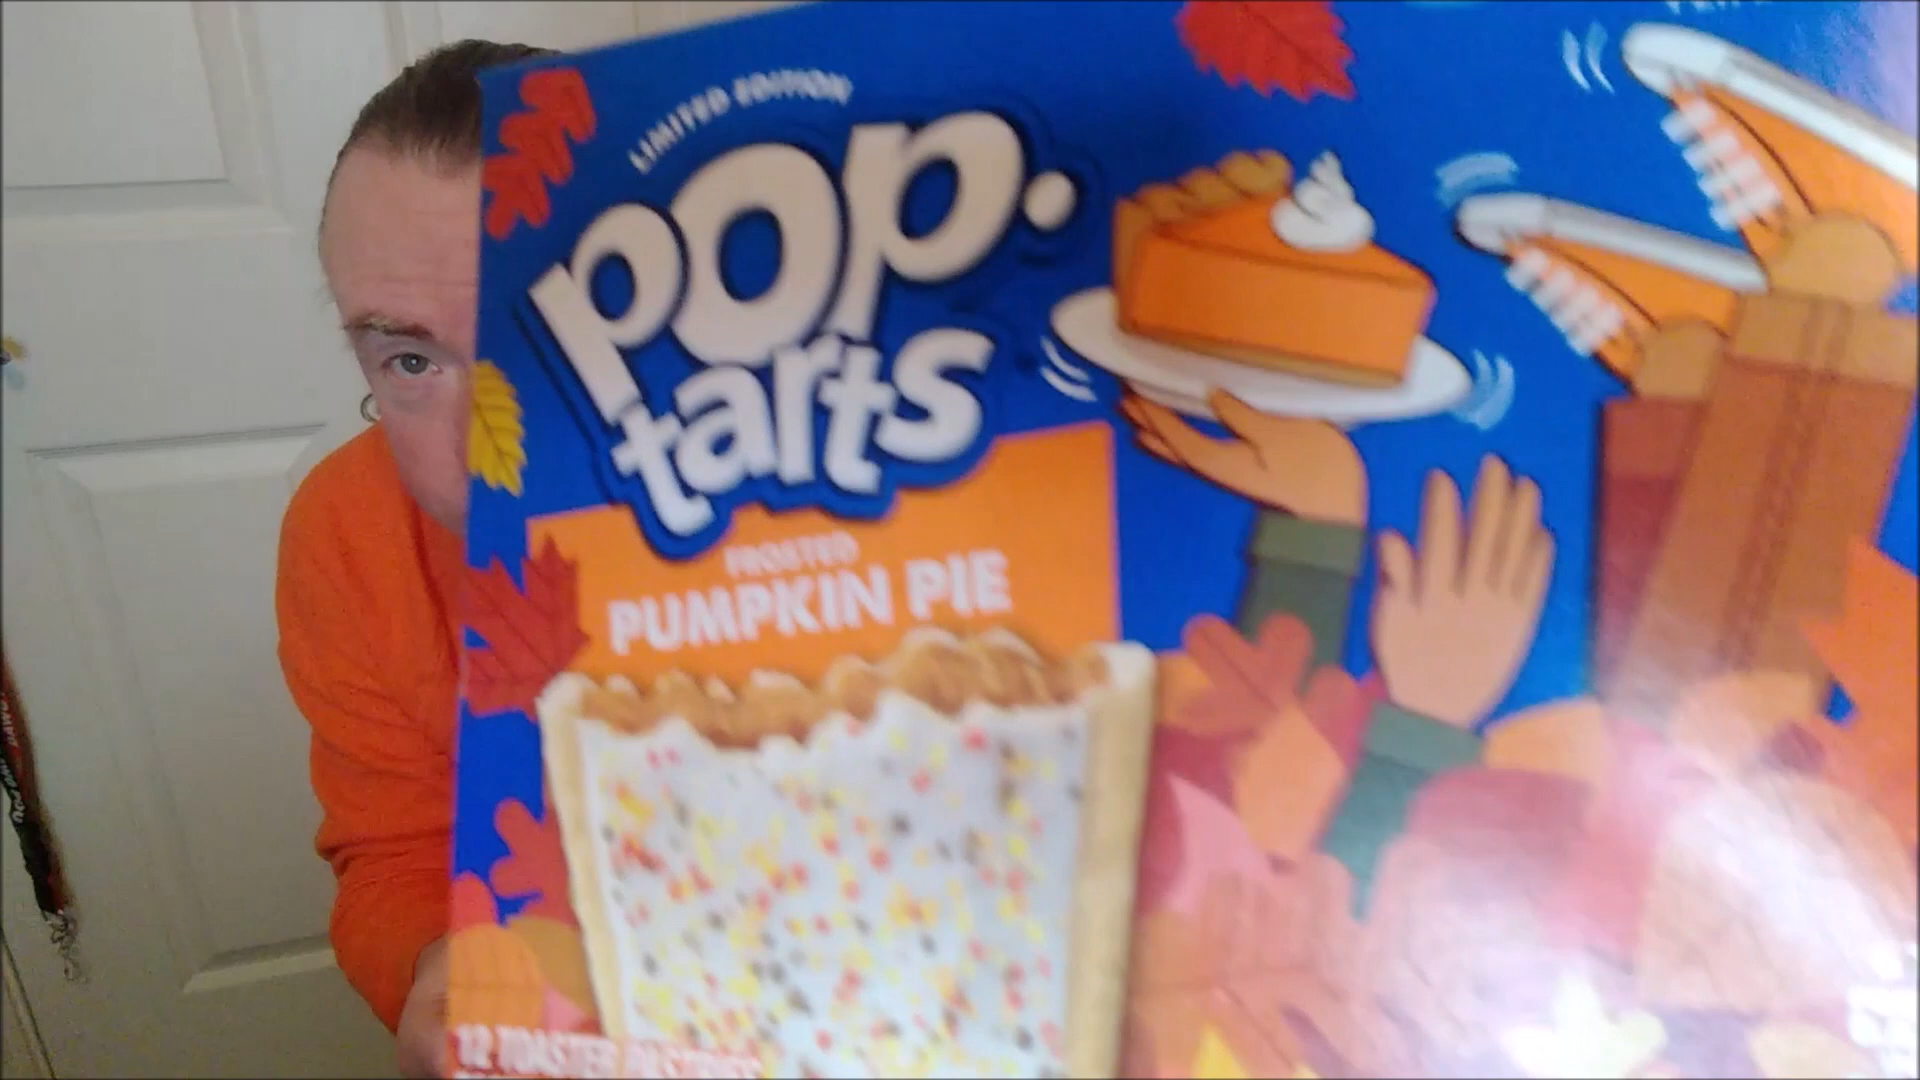 LIMITED EDITION
pop.
tarts
FROSTED
PUMPKIN PIE
12 TOASTER PASTRIES